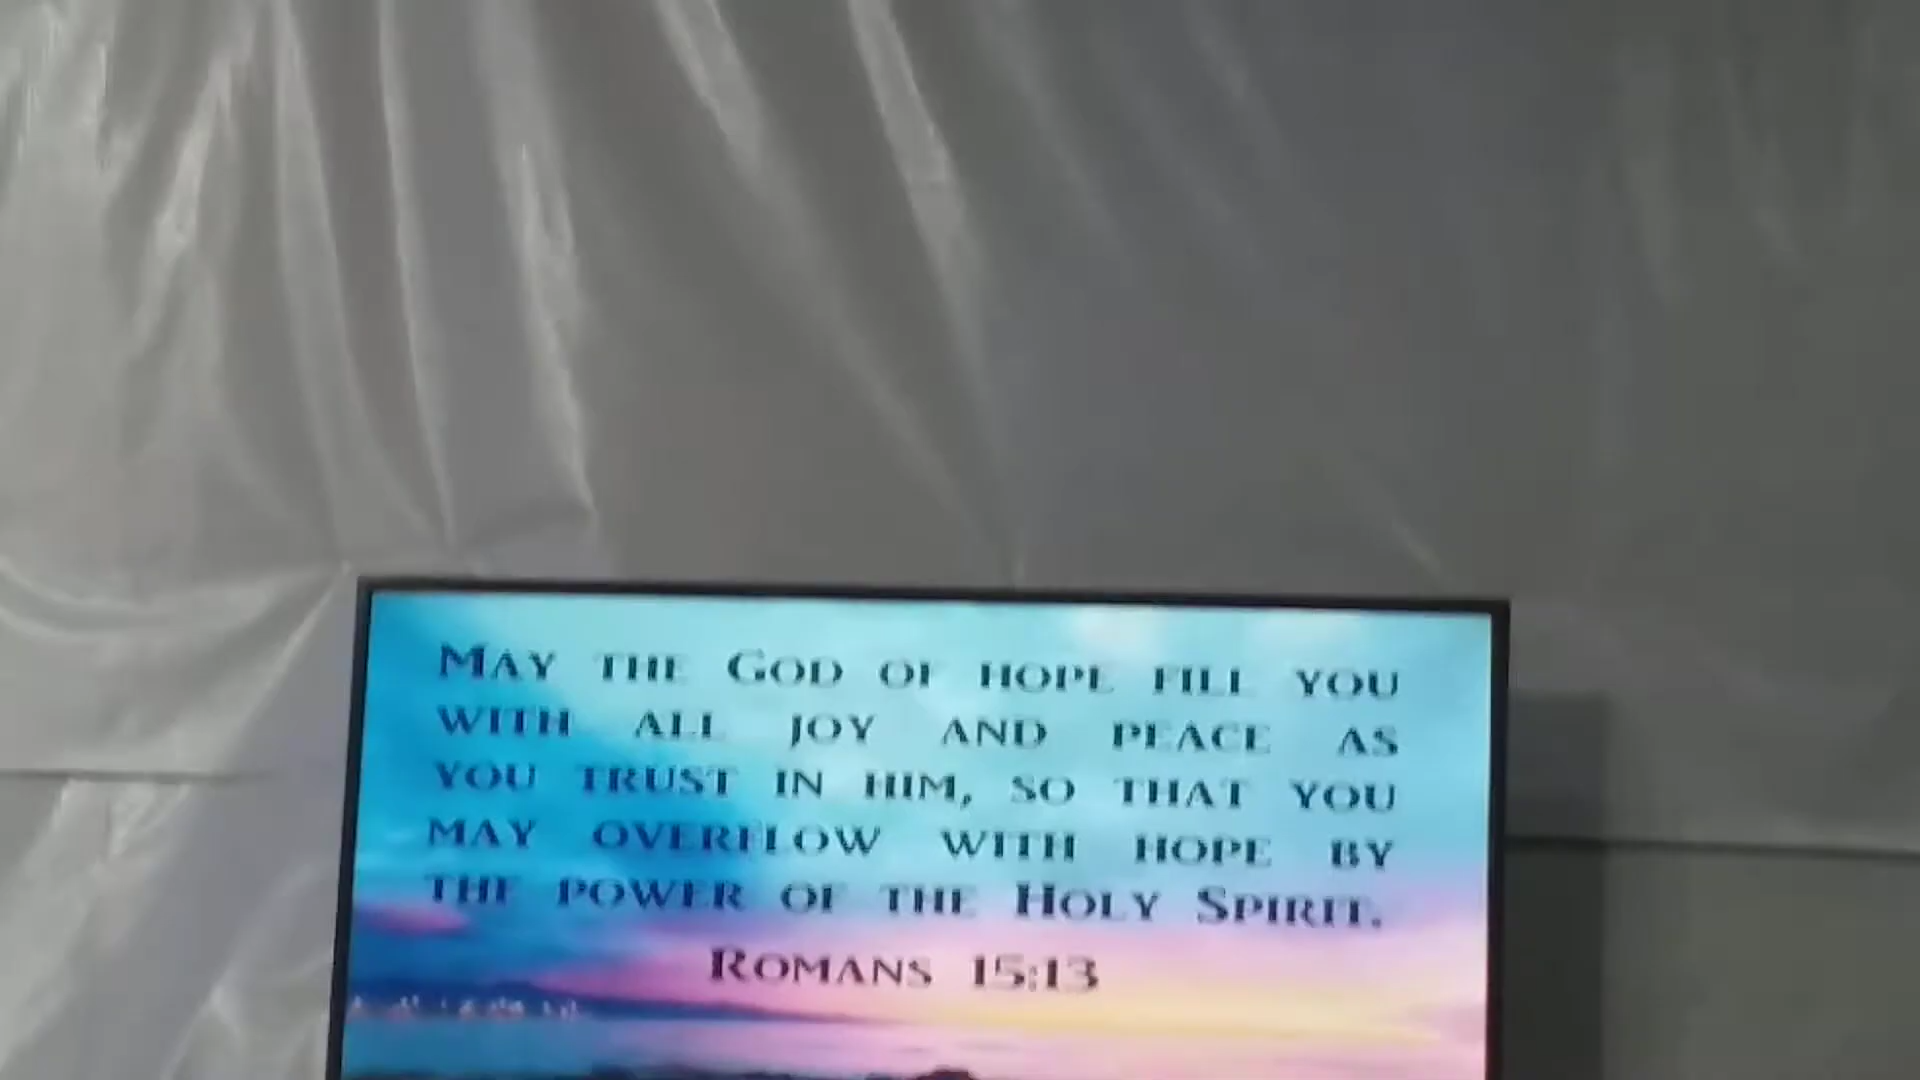 MAY THE GOD OF HOPE FILL YOU
WITH ALL JOY AND PEACE AS
YOU TRUST IN HIM, SO THAT YOU
MAY OVERFLOW WITH HOPE BY
THE POWER OF THE HOLY SPIRIT.
ROMANS 15:13